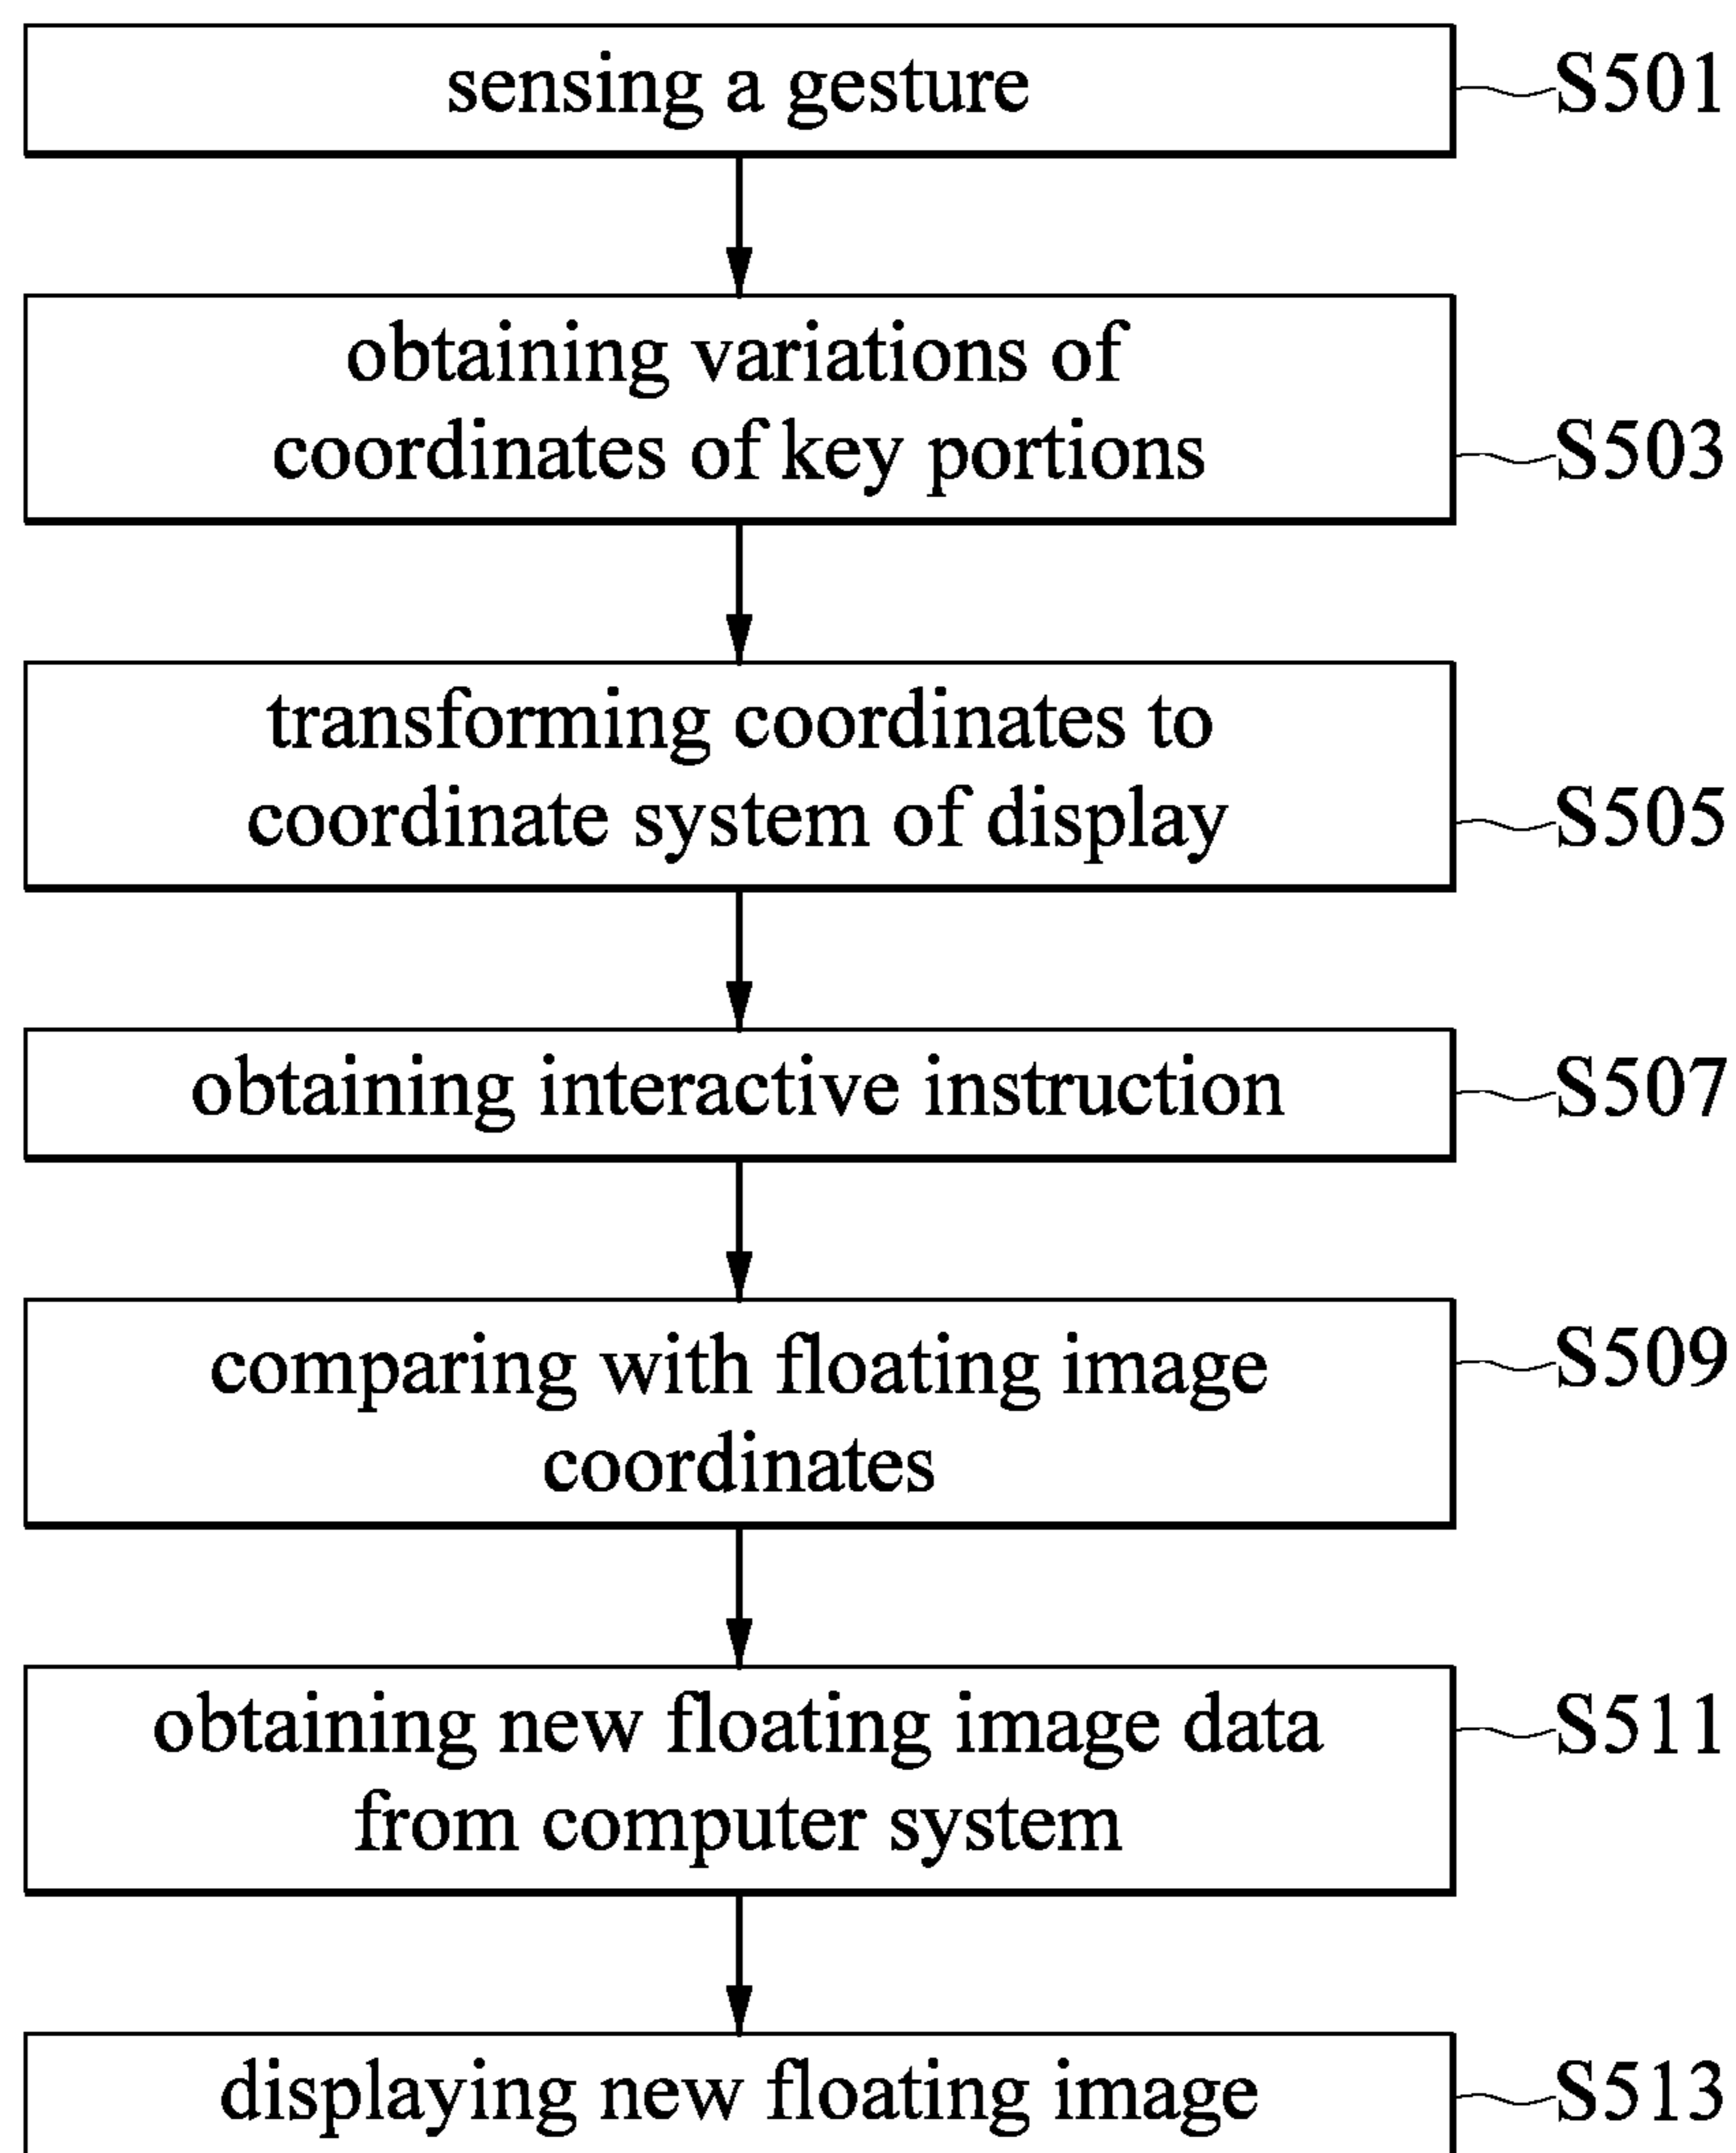 sensing a gesture
S501
obtaining variations of
coordinates of key portions
S503
transforming coordinates to
coordinate system of display
S505
obtaining interactive instruction
S507
comparing with floating image
coordinates
S509
obtaining new floating image data
from computer system
S511
displaying new floating image
S513